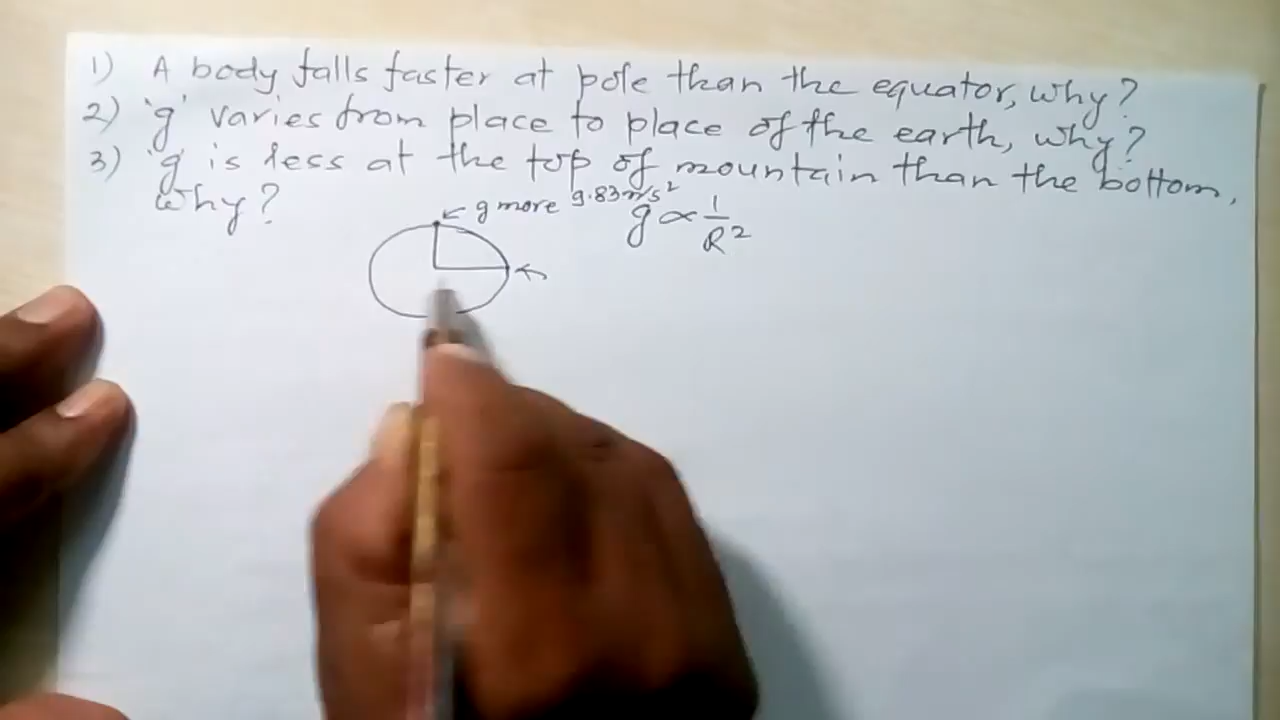 1) A body falls faster at pole than the equator, why?
2) 'g' varies from place to place of the earth, why?
3) 'g' is less at the top of mountain than the bottom,
why?
g more 9.83m/s²
g ∝ 1/R²